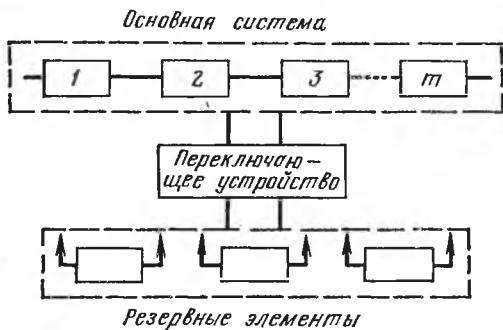 Основная система
1 2 3 m
Переключаю-
щее устройство
Резервные элементы